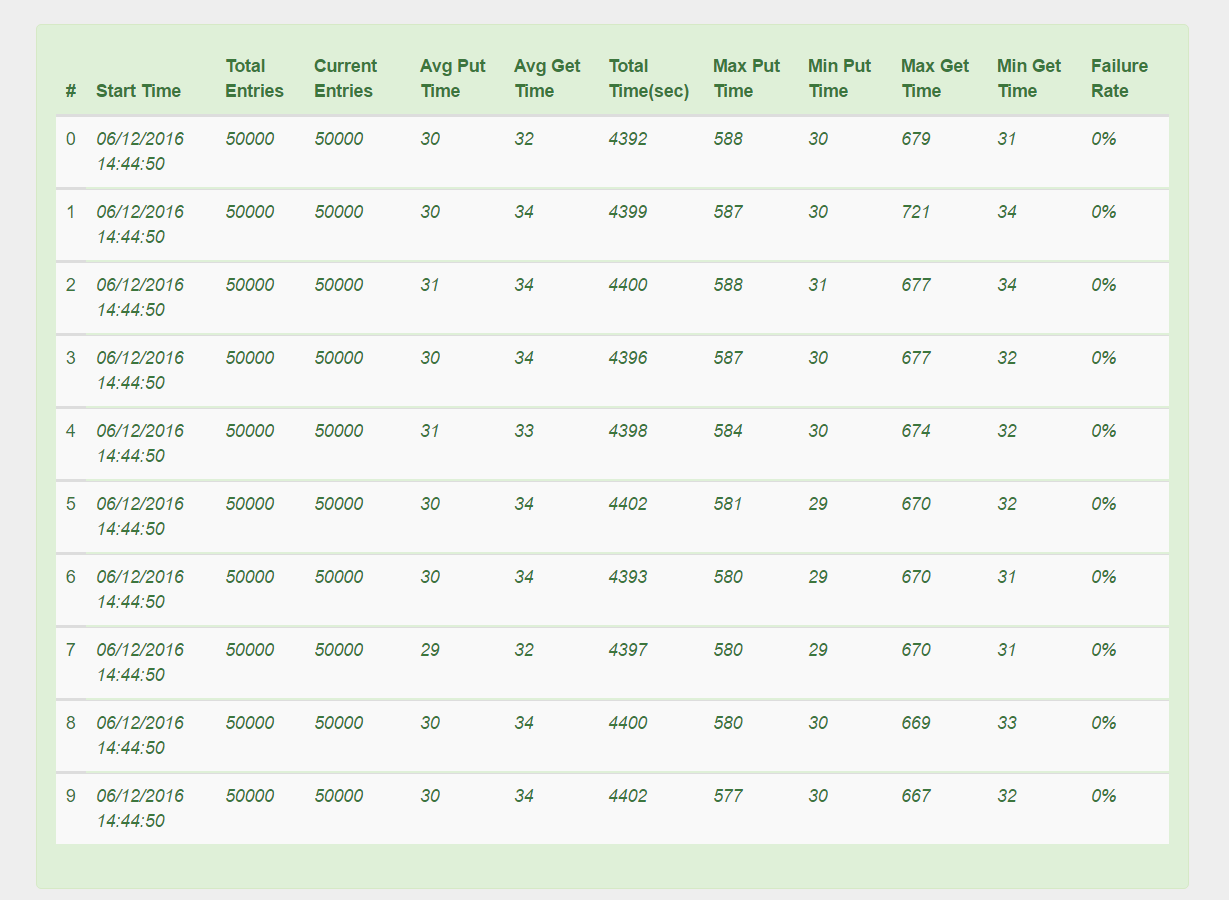 # Start Time Total Entries Current Entries Avg Put Time Avg Get Time Total Time(sec) Max Put Time Min Put Time Max Get Time Min Get Time Failure Rate
0 06/12/2016 50000 50000 30 32 4392 588 30 679 31 0%
14:44:50
1 06/12/2016 50000 50000 30 34 4399 587 30 721 34 0%
14:44:50
2 06/12/2016 50000 50000 31 34 4400 588 31 677 34 0%
14:44:50
3 06/12/2016 50000 50000 30 34 4396 587 30 677 32 0%
14:44:50
4 06/12/2016 50000 50000 31 33 4398 584 30 674 32 0%
14:44:50
5 06/12/2016 50000 50000 30 34 4402 581 29 670 32 0%
14:44:50
6 06/12/2016 50000 50000 30 34 4393 580 29 670 31 0%
14:44:50
7 06/12/2016 50000 50000 29 32 4397 580 29 670 31 0%
14:44:50
8 06/12/2016 50000 50000 30 34 4400 580 30 669 33 0%
14:44:50
9 06/12/2016 50000 50000 30 34 4402 577 30 667 32 0%
14:44:50